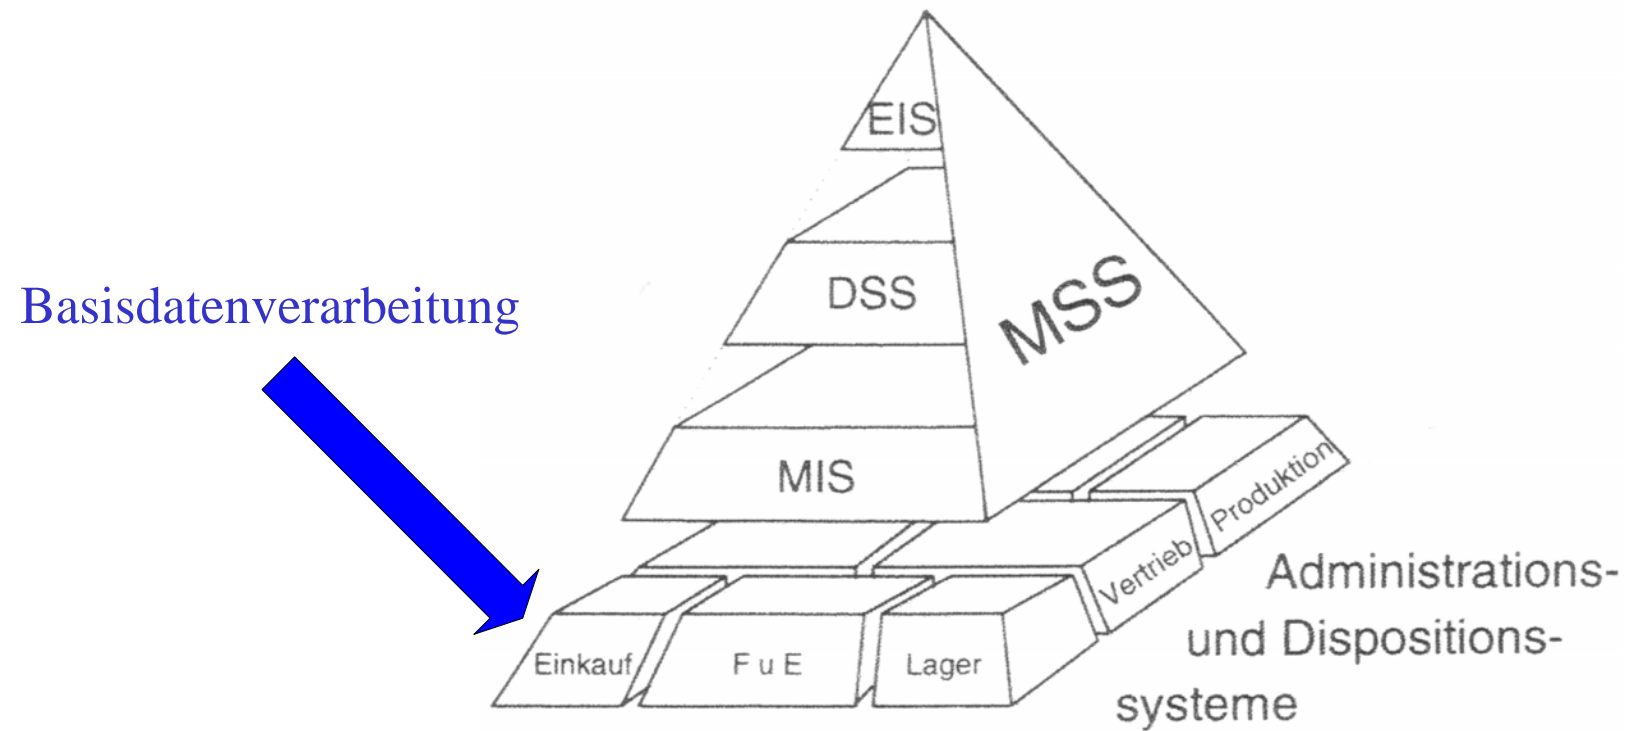 EIS
DSS
MSS
Basisdatenverarbeitung
MIS
Produktion
Vertrieb
Einkauf
F u E
Lager
Administrations-
und Dispositions-
systeme